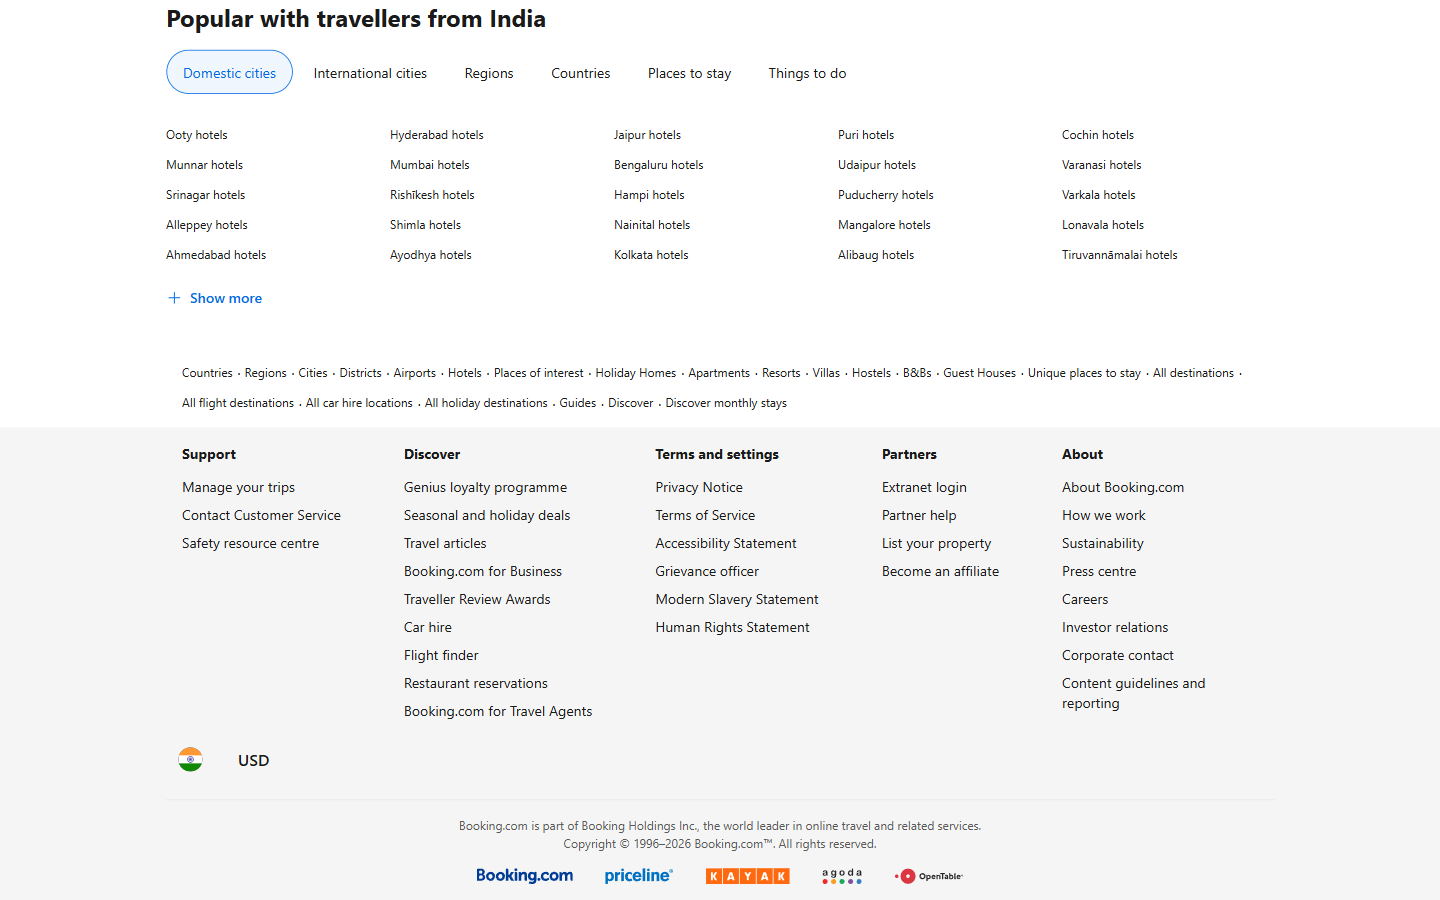 Popular with travellers from India
Domestic cities
International cities
Regions
Countries
Places to stay
Things to do
Ooty hotels
Hyderabad hotels
Jaipur hotels
Puri hotels
Cochin hotels
Munnar hotels
Mumbai hotels
Bengaluru hotels
Udaipur hotels
Varanasi hotels
Srinagar hotels
Rishīkesh hotels
Hampi hotels
Puducherry hotels
Varkala hotels
Alleppey hotels
Shimla hotels
Nainital hotels
Mangalore hotels
Lonavala hotels
Ahmedabad hotels
Ayodhya hotels
Kolkata hotels
Alibaug hotels
Tiruvannāmalai hotels
Show more
Countries · Regions · Cities · Districts · Airports · Hotels · Places of interest · Holiday Homes · Apartments · Resorts · Villas · Hostels · B&Bs · Guest Houses · Unique places to stay · All destinations ·
All flight destinations · All car hire locations · All holiday destinations · Guides · Discover · Discover monthly stays
Support
Manage your trips
Contact Customer Service
Safety resource centre
Discover
Genius loyalty programme
Seasonal and holiday deals
Travel articles
Booking.com for Business
Traveller Review Awards
Car hire
Flight finder
Restaurant reservations
Booking.com for Travel Agents
Terms and settings
Privacy Notice
Terms of Service
Accessibility Statement
Grievance officer
Modern Slavery Statement
Human Rights Statement
Partners
Extranet login
Partner help
List your property
Become an affiliate
About
About Booking.com
How we work
Sustainability
Press centre
Careers
Investor relations
Corporate contact
Content guidelines and
reporting
USD
Booking.com is part of Booking Holdings Inc., the world leader in online travel and related services.
Copyright © 1996–2026 Booking.com™. All rights reserved.
Booking.com
priceline®
KAYAK
agoda
OpenTable®